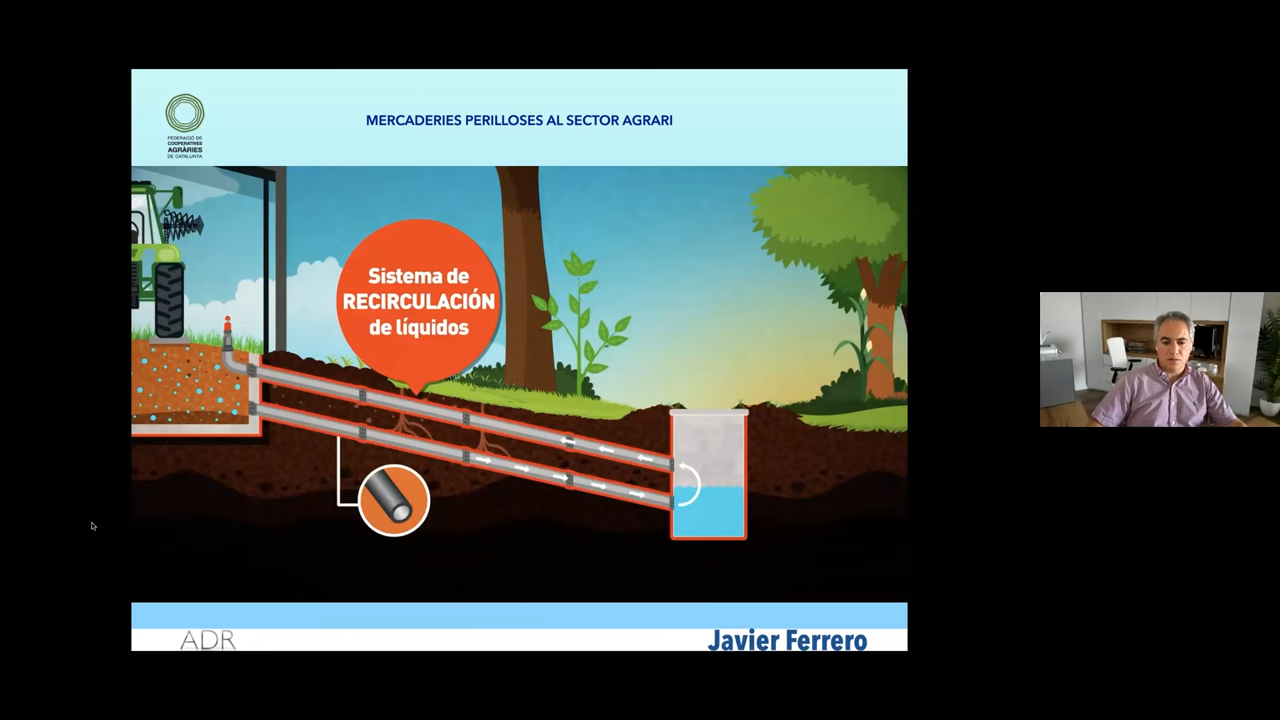 FEDERACIÓ DE
COOPERATIVES
AGRÀRIES
DE CATALUNYA
MERCADERIES PERILLOSES AL SECTOR AGRARI
Sistema de
RECIRCULACIÓN
de líquidos
ADR
Javier Ferrero